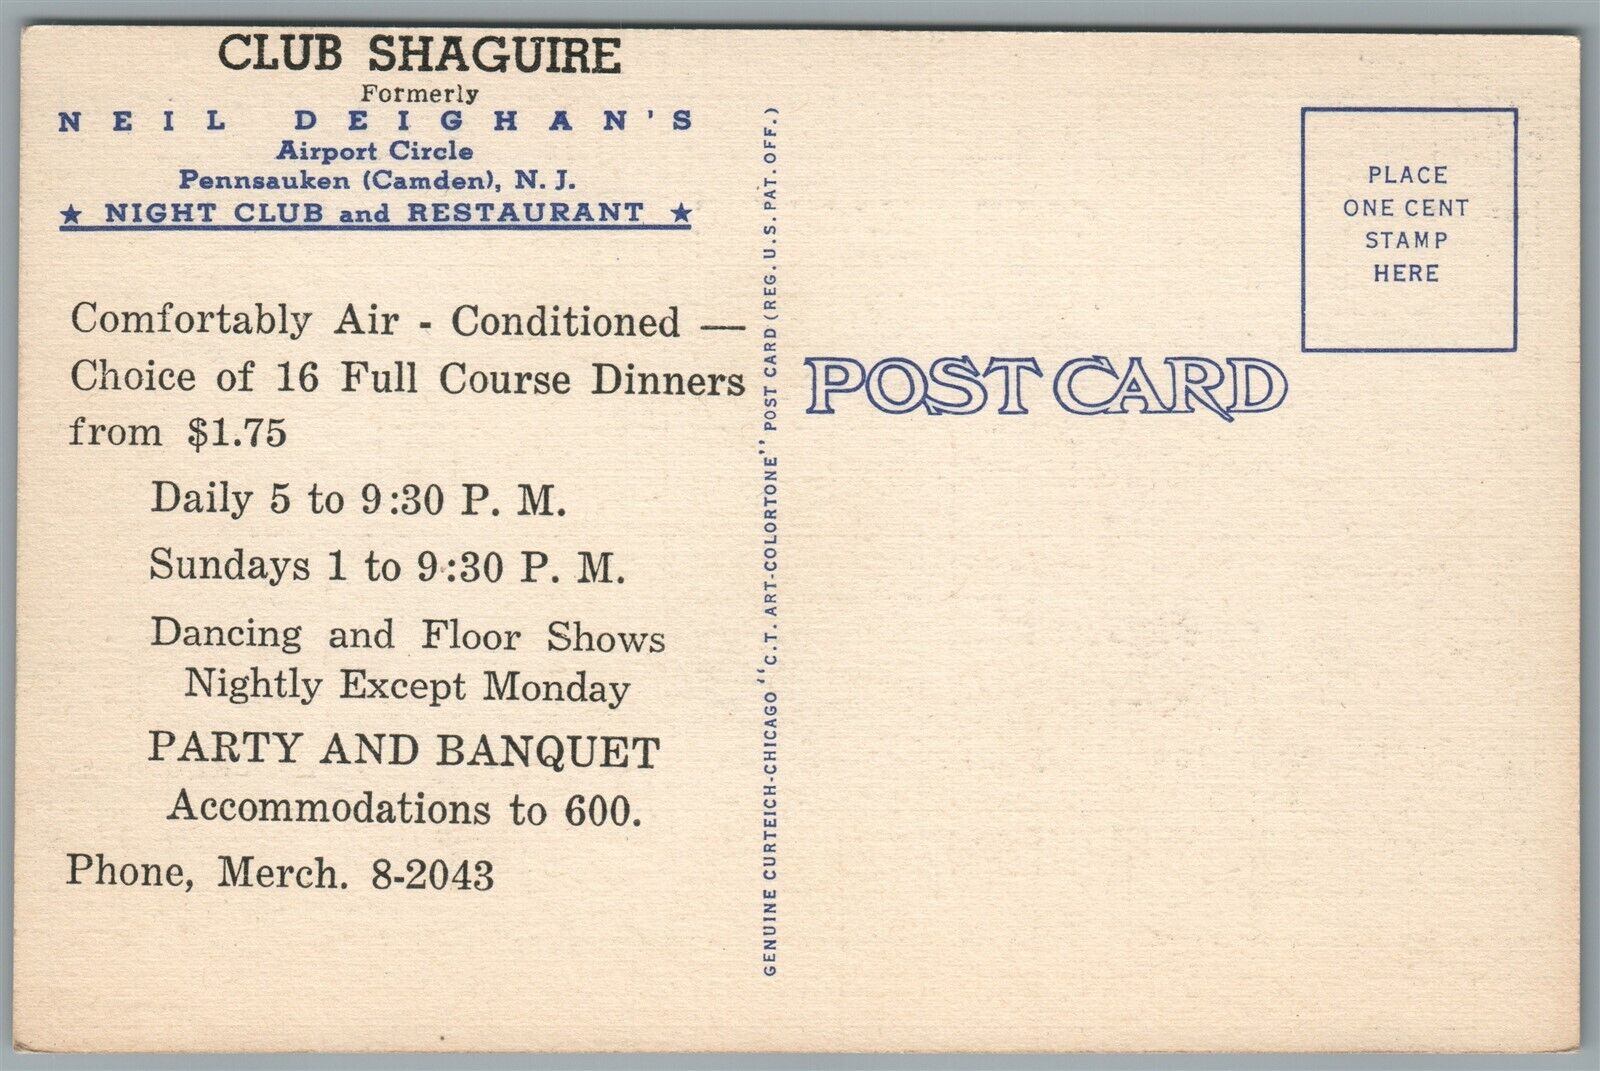 CLUB SHAGUIRE
Formerly
NEIL DEIGHAN'S
Airport Circle
Pennsauken (Camden), N. J.
★ NIGHT CLUB and RESTAURANT ★
Comfortably Air - Conditioned —
Choice of 16 Full Course Dinners
from $1.75
Daily 5 to 9:30 P. M.
Sundays 1 to 9:30 P. M.
Dancing and Floor Shows
Nightly Except Monday
PARTY AND BANQUET
Accommodations to 600.
Phone, Merch. 8-2043
GENUINE CURTEICH-CHICAGO "C.T. ART-COLORTONE" POST CARD (REG. U.S. PAT. OFF.)
POST CARD
PLACE
ONE CENT
STAMP
HERE